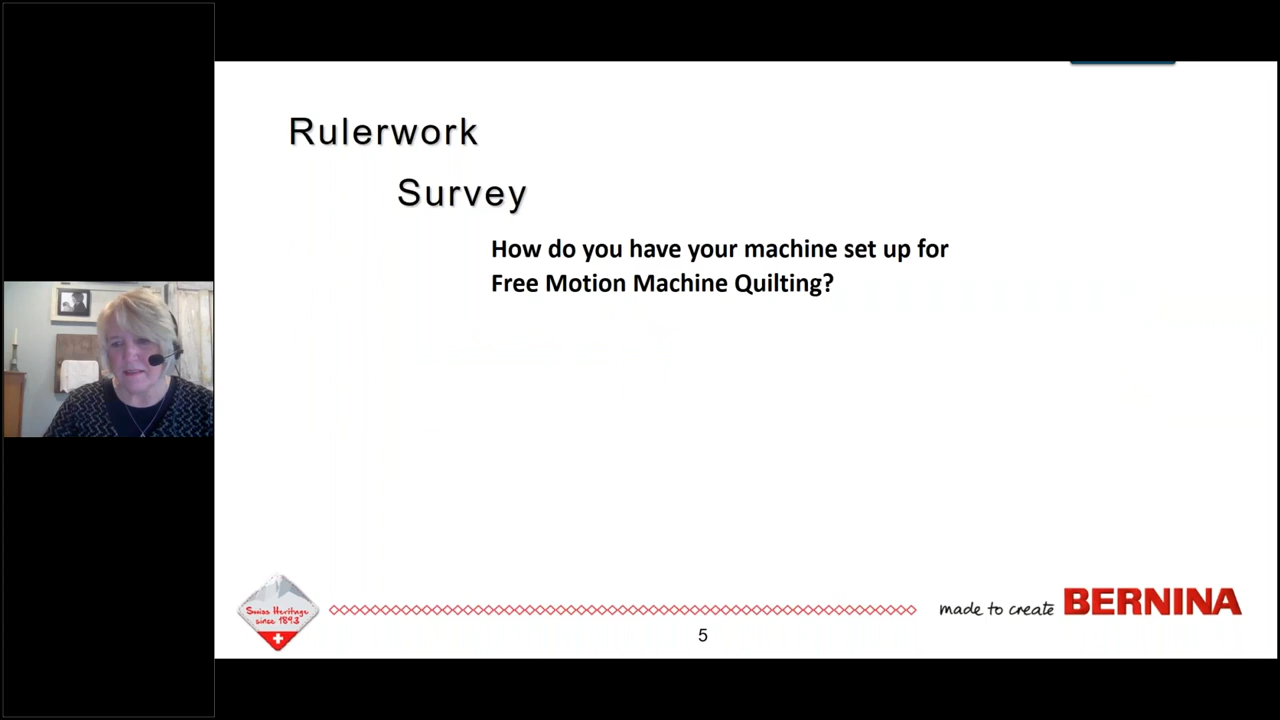 Rulerwork
Survey
How do you have your machine set up for
Free Motion Machine Quilting?
Swiss Heritage
since 1893
made to create BERNINA
5